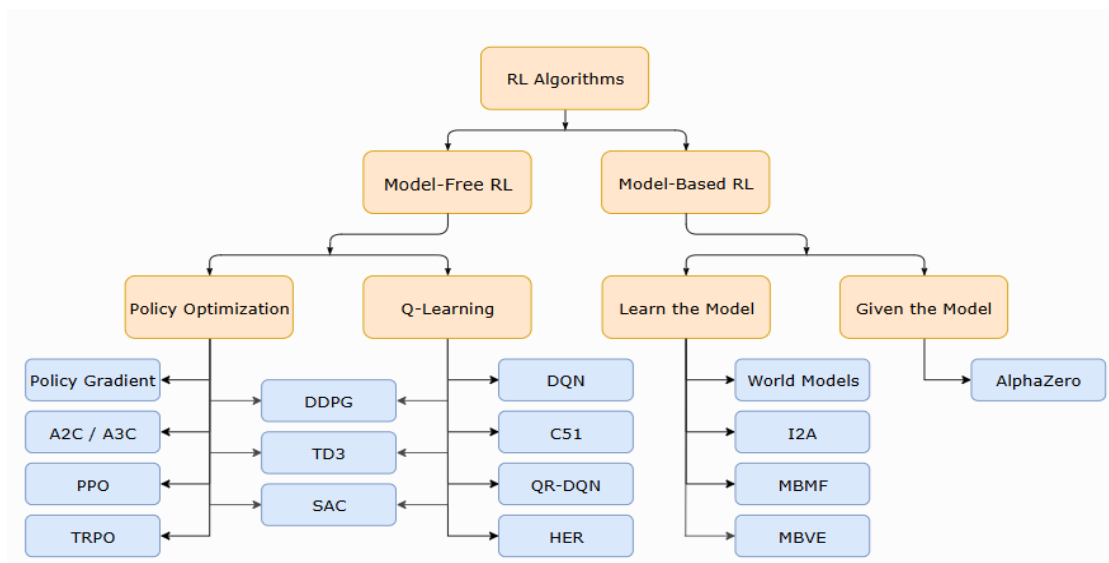 RL Algorithms
Model-Free RL
Model-Based RL
Policy Optimization
Q-Learning
Learn the Model
Given the Model
Policy Gradient
DDPG
DQN
World Models
AlphaZero
A2C / A3C
TD3
C51
I2A
PPO
SAC
QR-DQN
MBMF
TRPO
HER
MBVE